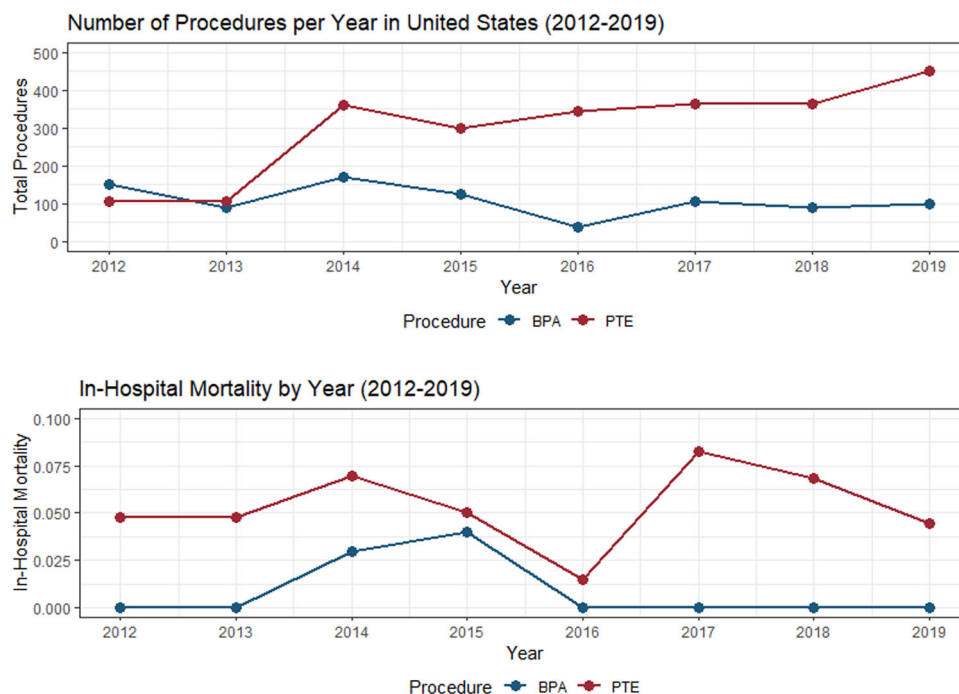 Number of Procedures per Year in United States (2012-2019)
Total Procedures
500
400
300
200
100
0
2012 2013 2014 2015 2016 2017 2018 2019
Year
Procedure BPA PTE
In-Hospital Mortality by Year (2012-2019)
In-Hospital Mortality
0.100
0.075
0.050
0.025
0.000
2012 2013 2014 2015 2016 2017 2018 2019
Year
Procedure BPA PTE